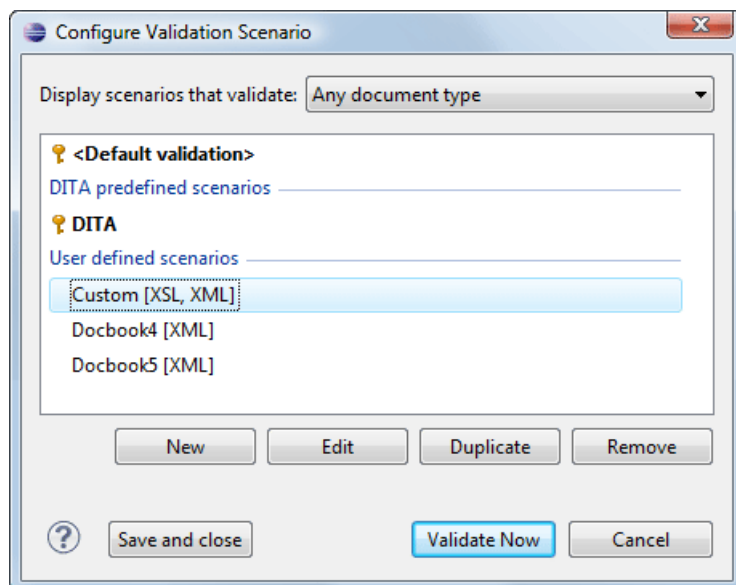 Configure Validation Scenario
Display scenarios that validate: Any document type
<Default validation>
DITA predefined scenarios
DITA
User defined scenarios
Custom [XSL, XML]
Docbook4 [XML]
Docbook5 [XML]
New Edit Duplicate Remove
? Save and close Validate Now Cancel